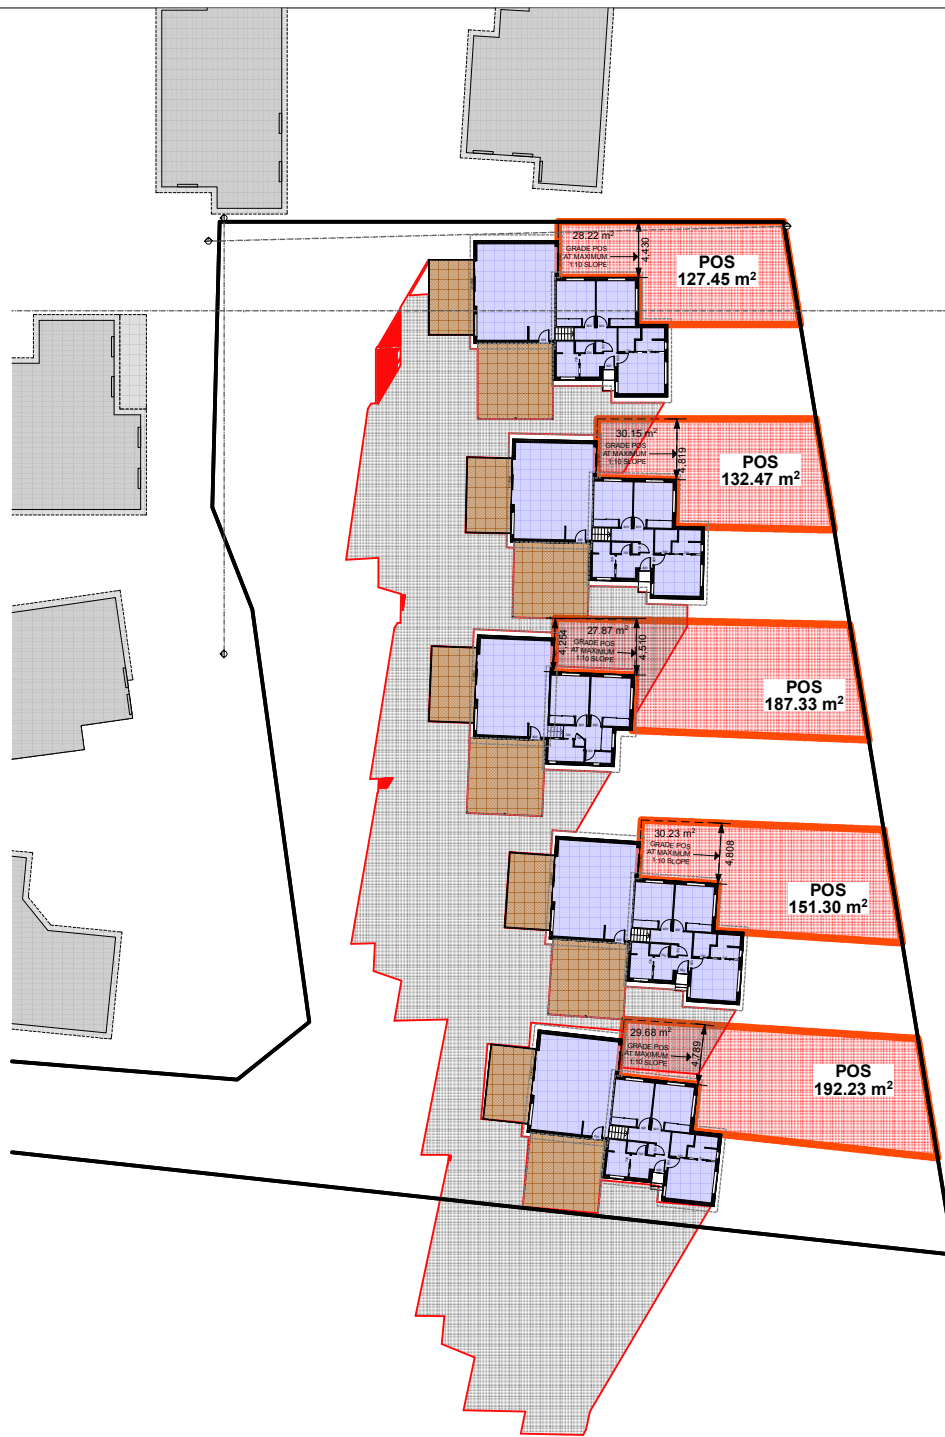 28.22 m²
GRADE POS
AT MAXIMUM
1:10 SLOPE
4,430
POS
127.45 m²
30.15 m²
GRADE POS
AT MAXIMUM
1:10 SLOPE
4,819
POS
132.47 m²
4,254
27.87 m²
GRADE POS
AT MAXIMUM
1:10 SLOPE
4,510
POS
187.33 m²
30.23 m²
GRADE POS
AT MAXIMUM
1:10 SLOPE
4,808
POS
151.30 m²
29.68 m²
GRADE POS
AT MAXIMUM
1:10 SLOPE
4,789
POS
192.23 m²